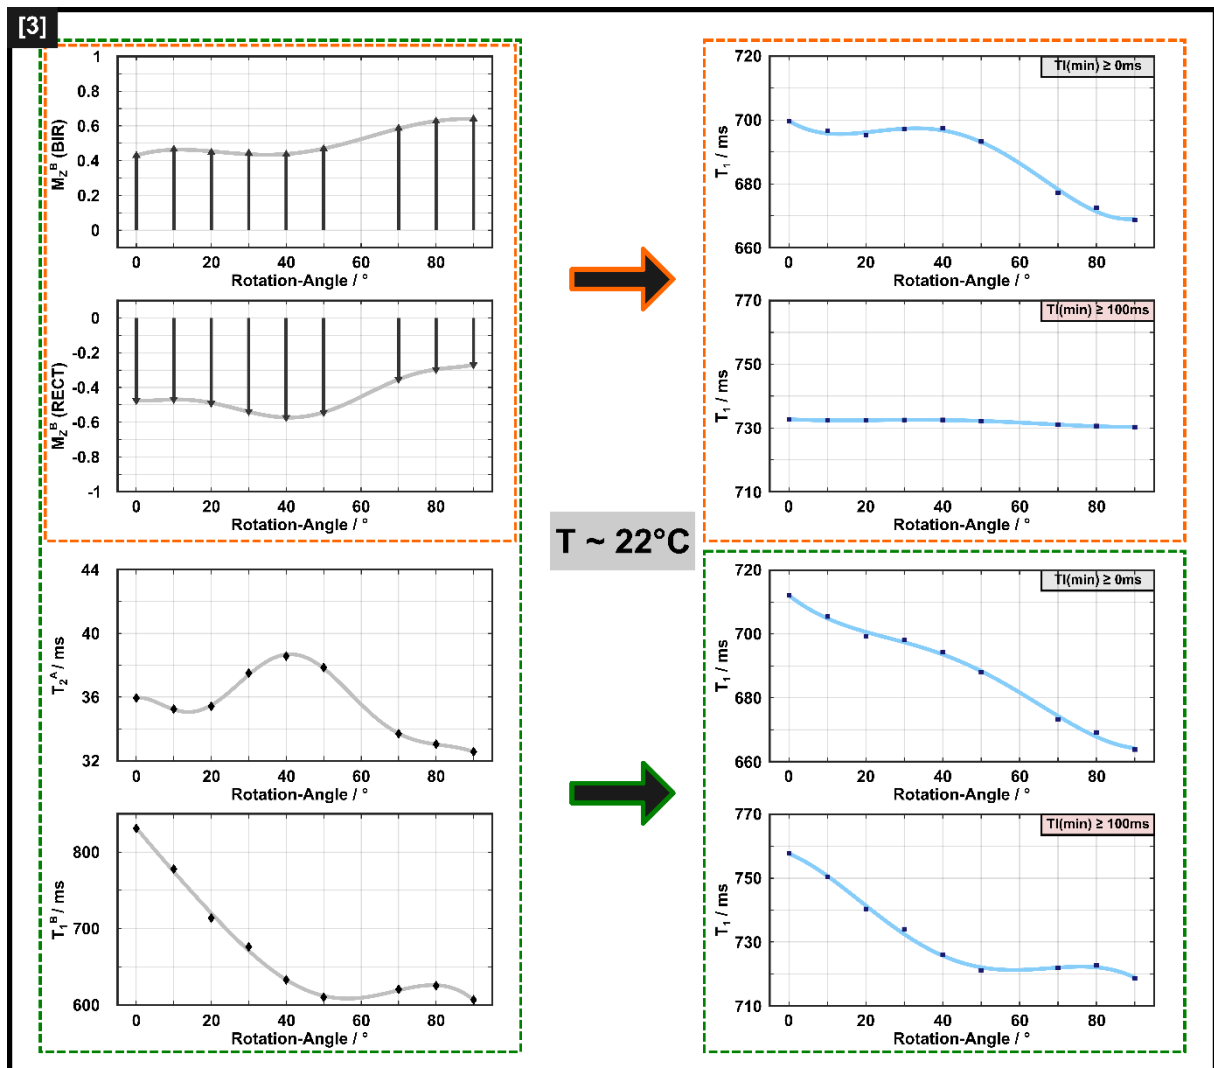 [3]
1
0.8
0.6
0.4
0.2
0
M_Z^B (BIR)
0 20 40 60 80
Rotation-Angle / °
0
-0.2
-0.4
-0.6
-0.8
-1
M_Z^B (RECT)
0 20 40 60 80
Rotation-Angle / °
44
40
36
32
T_2^A / ms
0 20 40 60 80
Rotation-Angle / °
800
700
600
T_1^B / ms
0 20 40 60 80
Rotation-Angle / °
T ~ 22°C
TI(min) ≥ 0ms
720
700
680
660
T_1 / ms
0 20 40 60 80
Rotation-Angle / °
TI(min) ≥ 100ms
770
750
730
710
T_1 / ms
0 20 40 60 80
Rotation-Angle / °
TI(min) ≥ 0ms
720
700
680
660
T_1 / ms
0 20 40 60 80
Rotation-Angle / °
TI(min) ≥ 100ms
770
750
730
710
T_1 / ms
0 20 40 60 80
Rotation-Angle / °